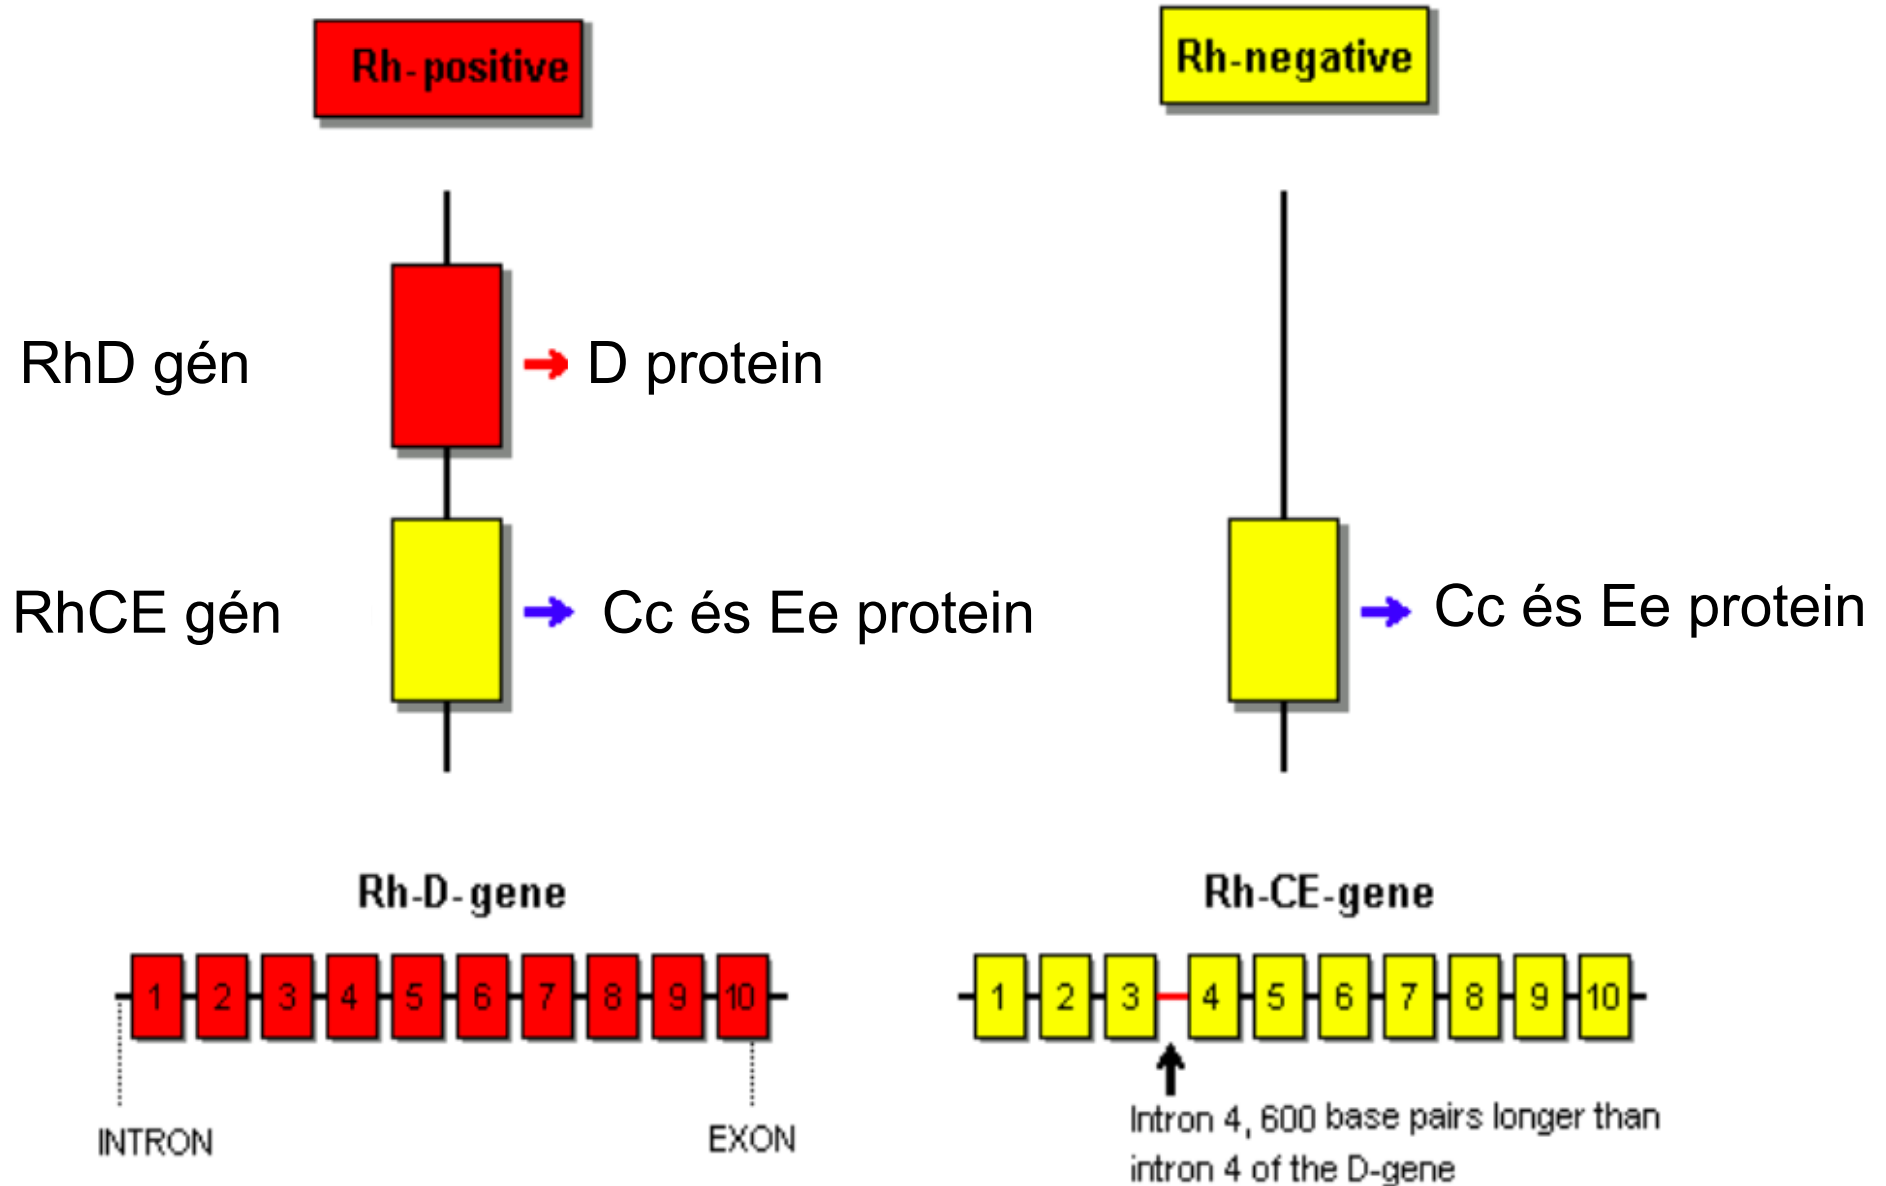 Rh-positive
Rh-negative
RhD gén
D protein
RhCE gén
Cc és Ee protein
Cc és Ee protein
Rh-D-gene
Rh-CE-gene
1 2 3 4 5 6 7 8 9 10
1 2 3 4 5 6 7 8 9 10
INTRON
EXON
Intron 4, 600 base pairs longer than
intron 4 of the D-gene